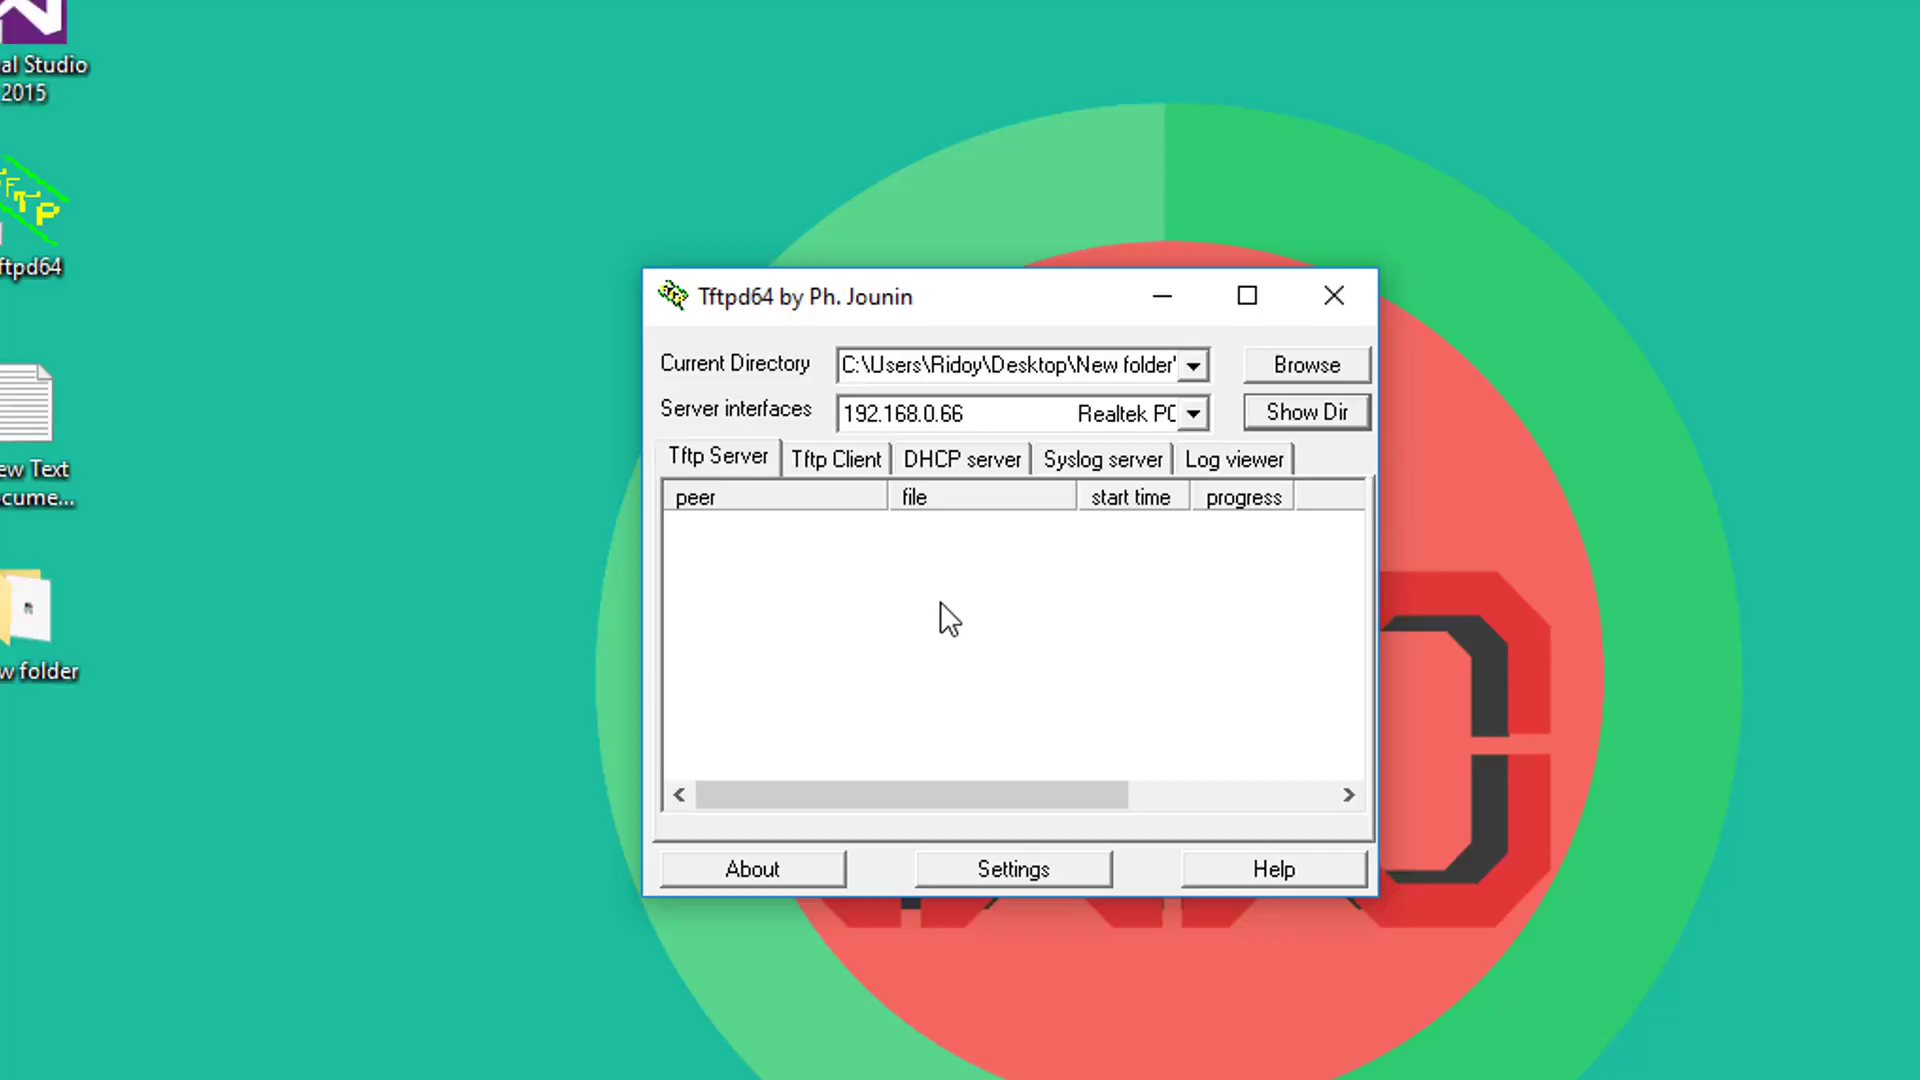 al Studio
2015
ftpd64
ew Text
cume...
w folder
Tftpd64 by Ph. Jounin
Current Directory
C:\Users\Ridoy\Desktop\New folder'
Browse
Server interfaces
192.168.0.66 Realtek PC
Show Dir
Tftp Server Tftp Client DHCP server Syslog server Log viewer
peer file start time progress
About Settings Help